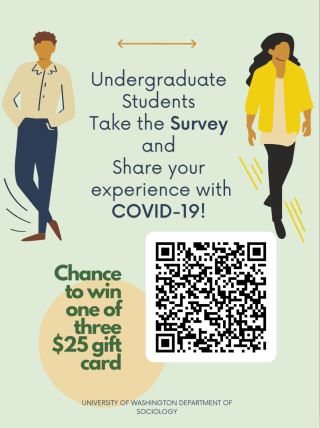 Undergraduate
Students
Take the Survey
and
Share your
experience with
COVID-19!
Chance
to win
one of
three
$25 gift
card
UNIVERSITY OF WASHINGTON DEPARTMENT OF
SOCIOLOGY